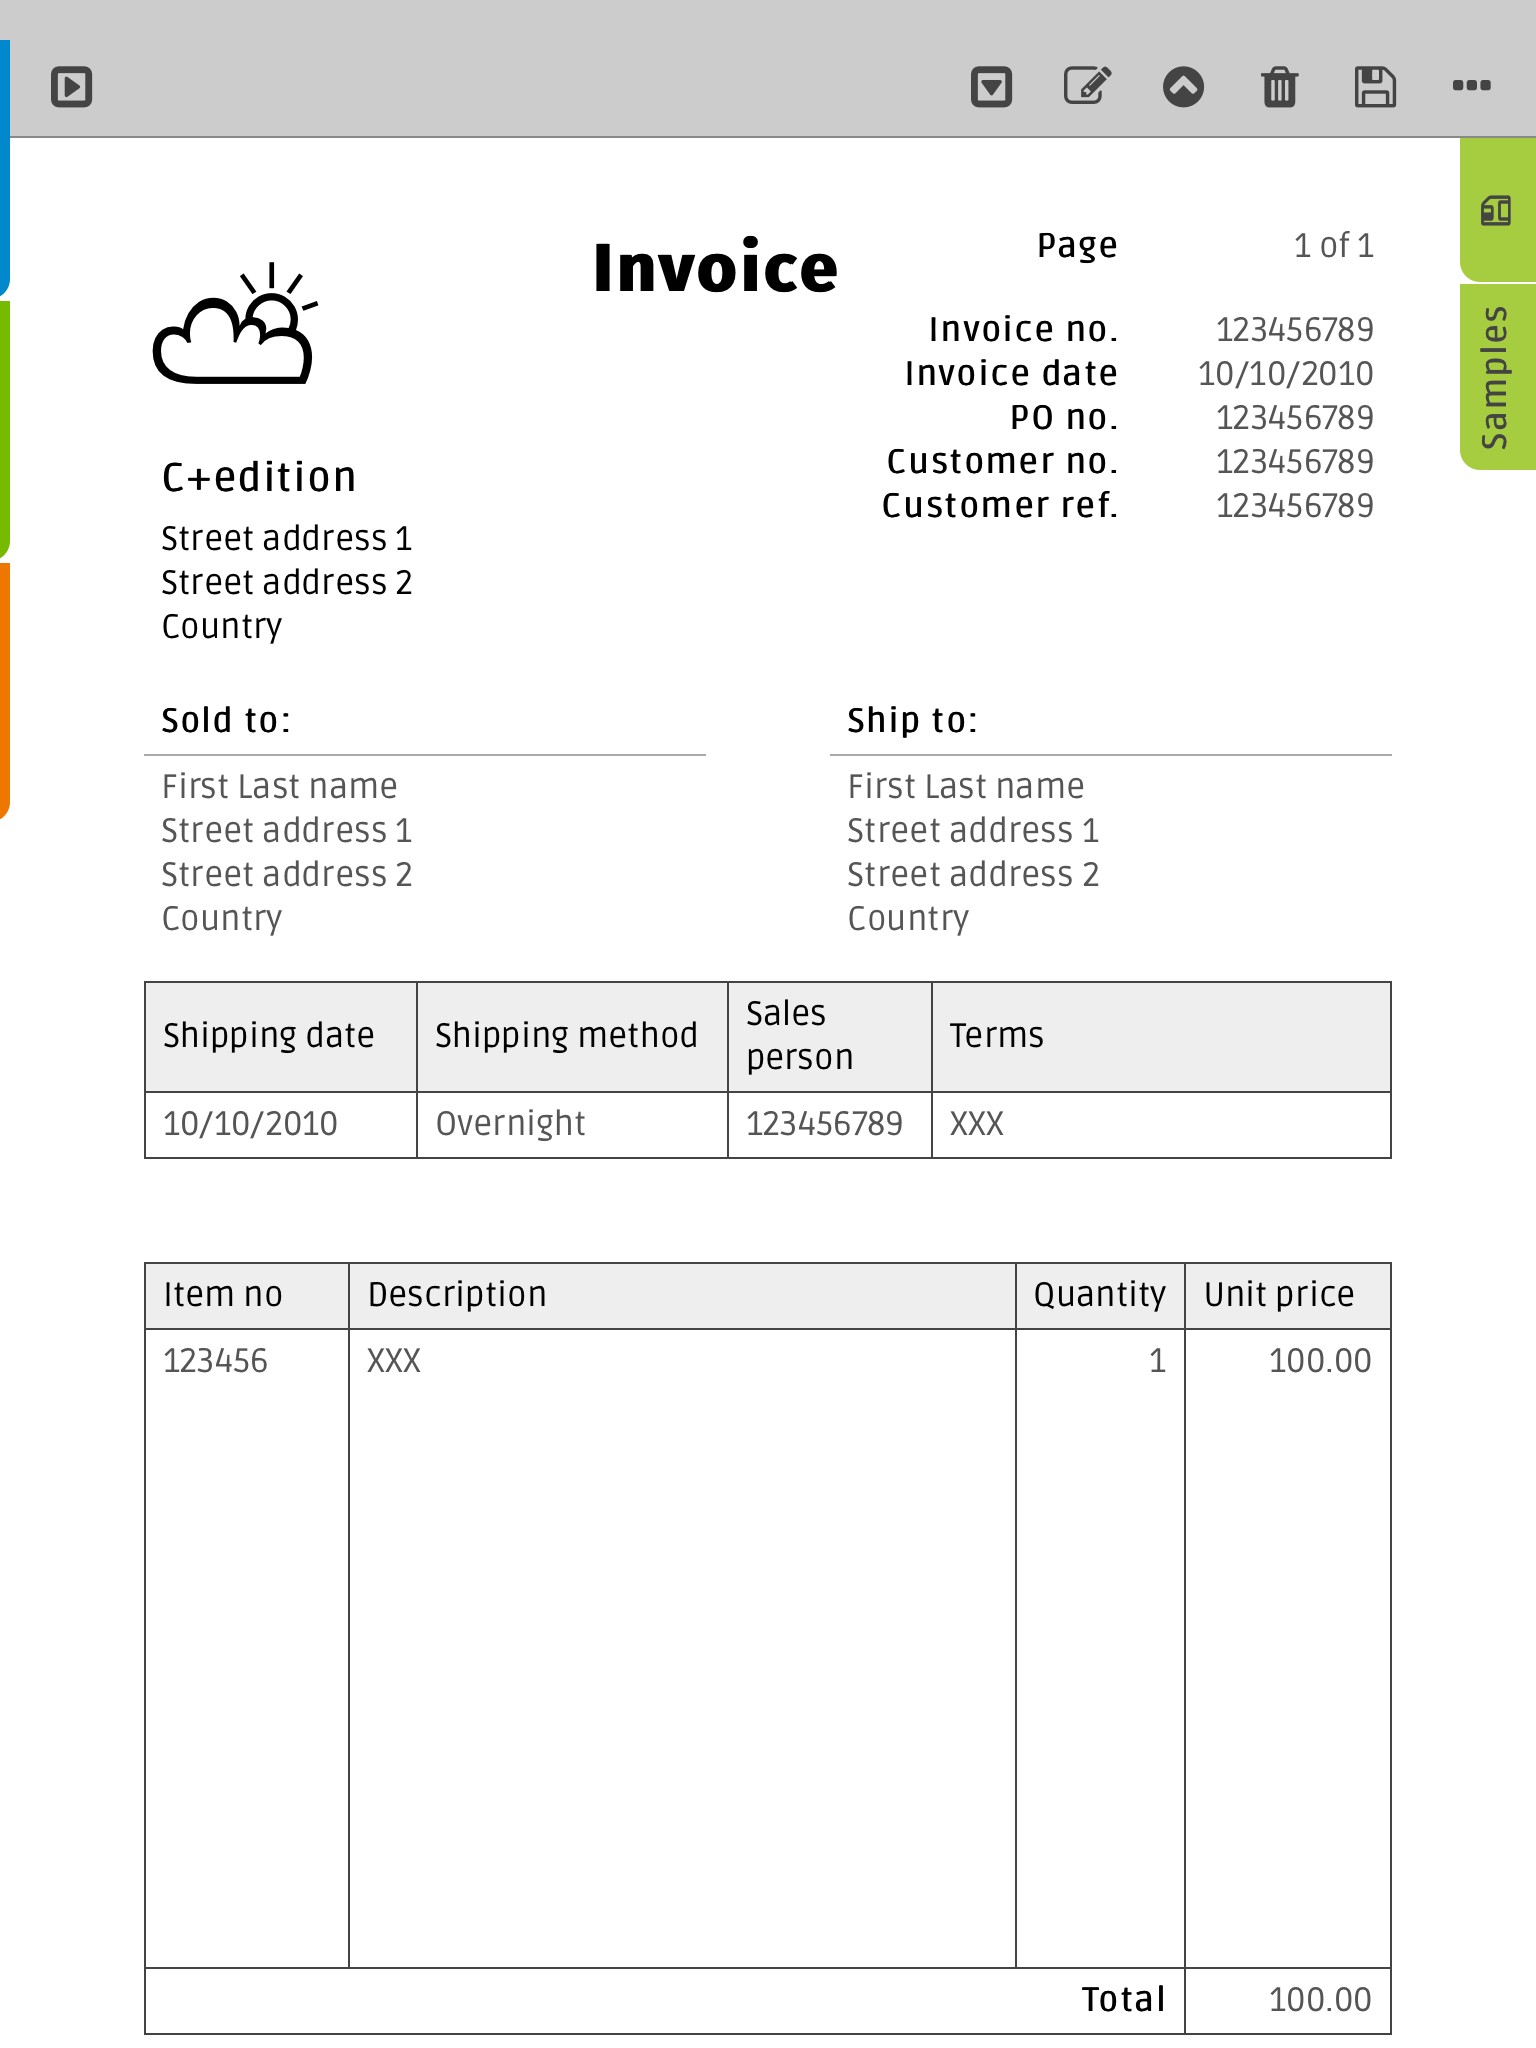 Invoice
Page 1 of 1
Invoice no. 123456789
Invoice date 10/10/2010
PO no. 123456789
Customer no. 123456789
Customer ref. 123456789
Samples
C+edition
Street address 1
Street address 2
Country
Sold to:
First Last name
Street address 1
Street address 2
Country
Ship to:
First Last name
Street address 1
Street address 2
Country
Shipping date Shipping method Sales person Terms
10/10/2010 Overnight 123456789 XXX
Item no Description Quantity Unit price
123456 XXX 1 100.00
Total 100.00